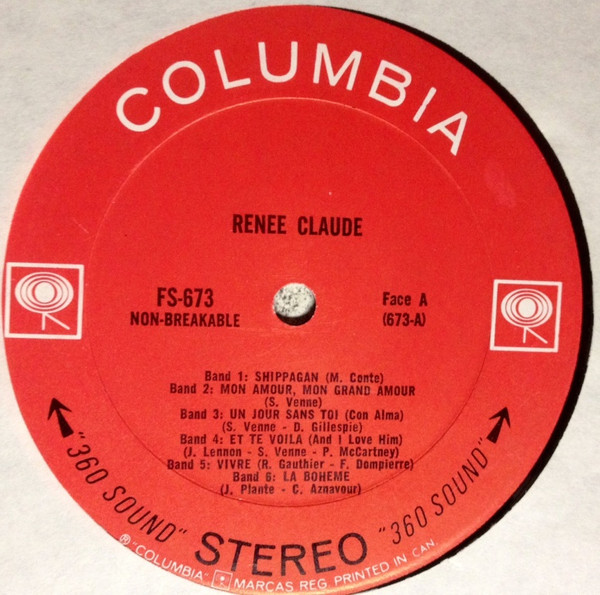 COLUMBIA
RENEE CLAUDE
FS-673
NON-BREAKABLE
Face A
(673-A)
Band 1: SHIPPAGAN (M. Conte)
Band 2: MON AMOUR, MON GRAND AMOUR
(S. Venne)
Band 3: UN JOUR SANS TOI (Con Alma)
(S. Venne - D. Gillespie)
Band 4: ET TE VOILA (And I Love Him)
(J. Lennon - S. Venne - P. McCartney)
Band 5: VIVRE (R. Gauthier - F. Dompierre)
Band 6: LA BOHEME
(J. Plante - C. Aznavour)
"360 SOUND" STEREO "360 SOUND"
® "COLUMBIA" MARCAS REG. PRINTED IN CAN.